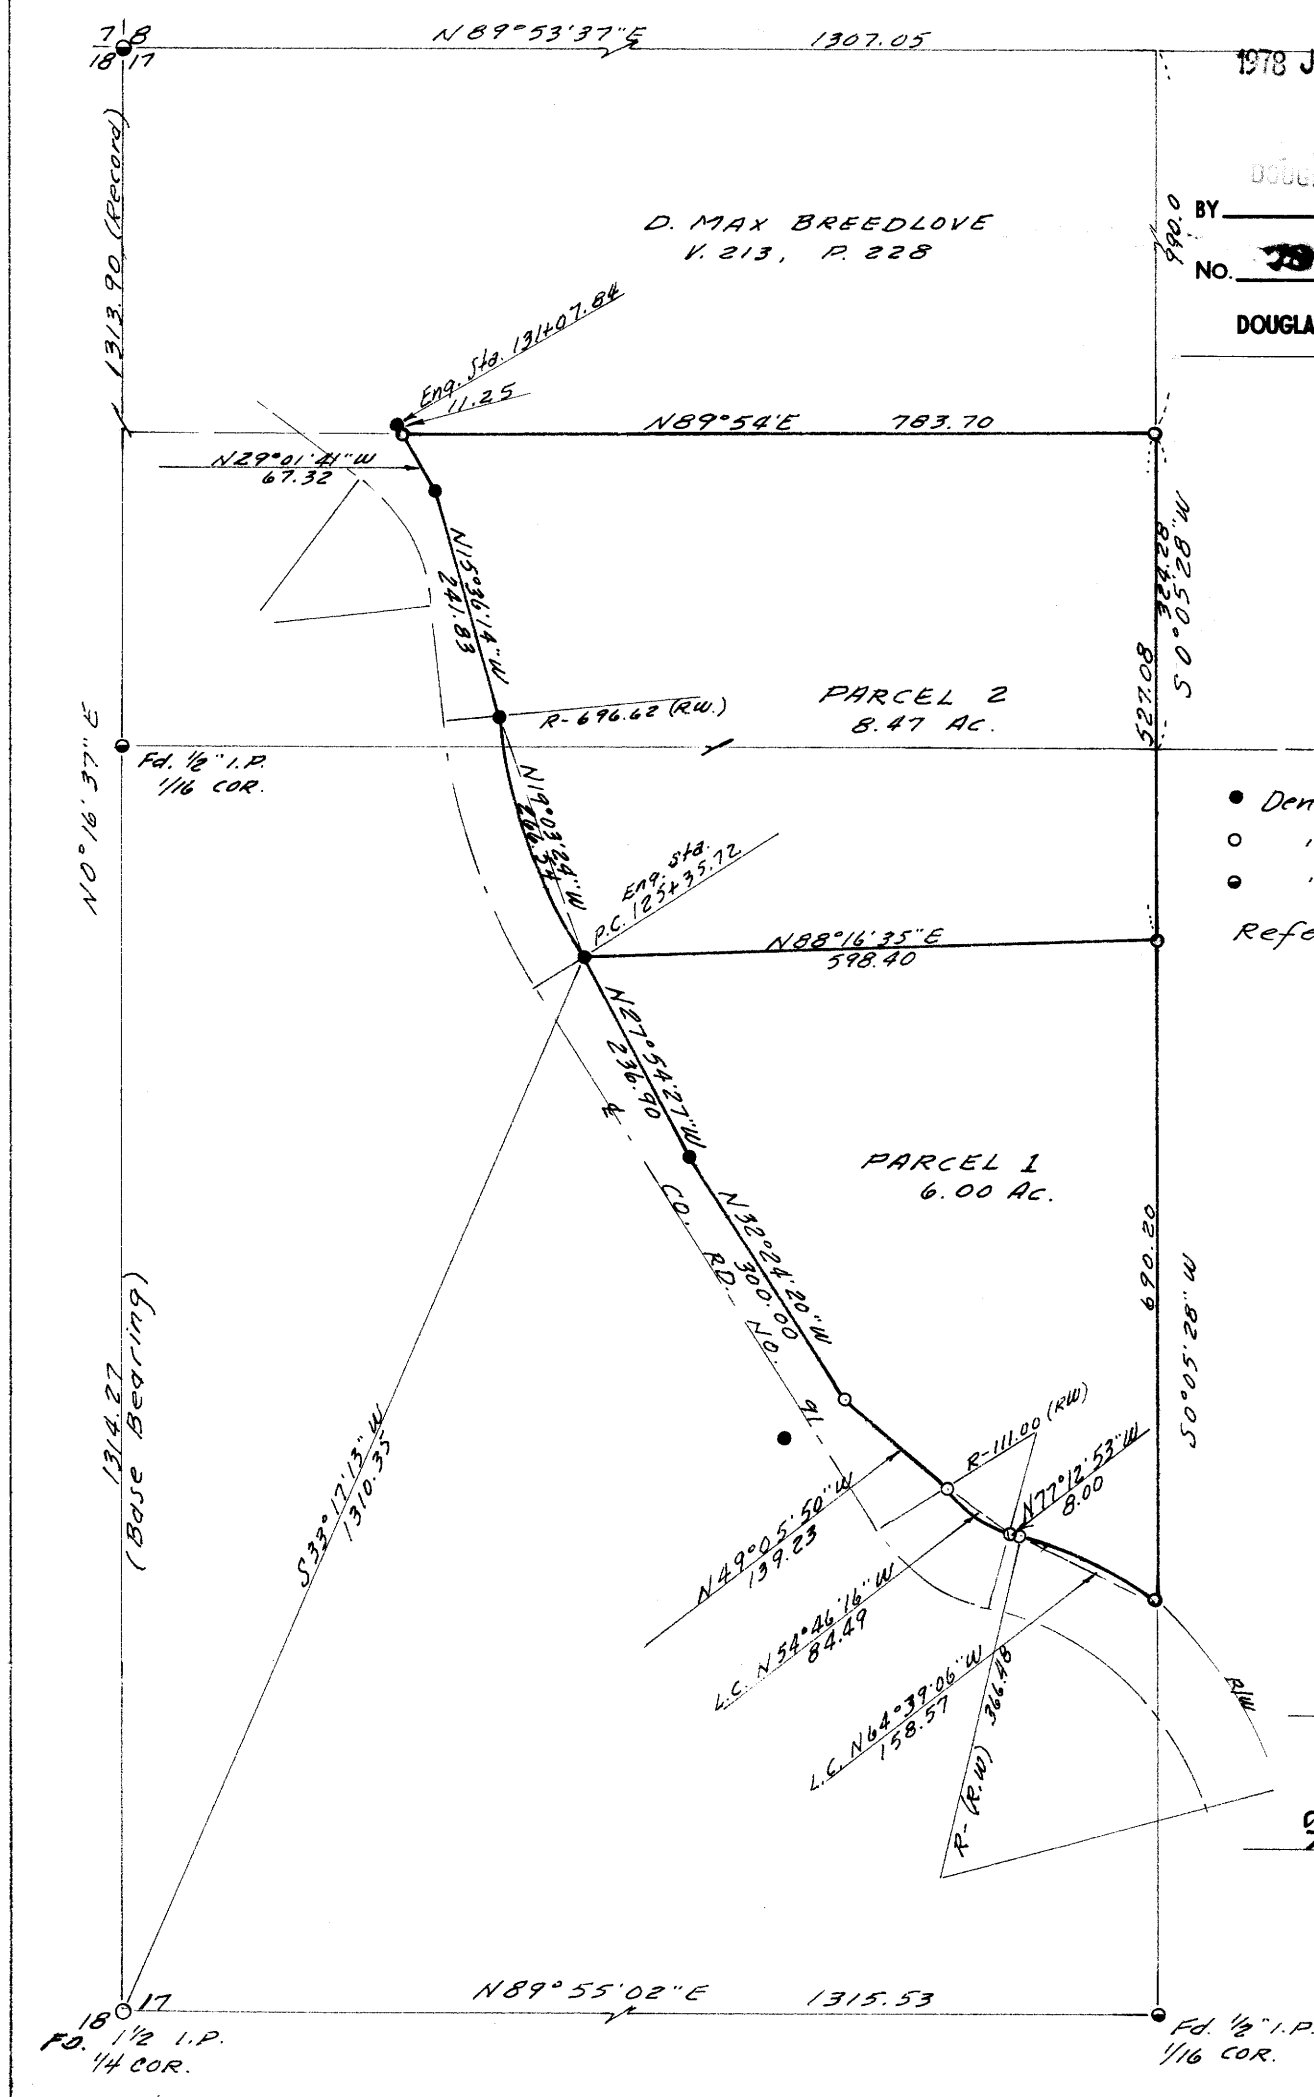 7 8
18 17
N 89°53'37" E 1307.05
1978 J
1313.90 (Record)
D. MAX BREEDLOVE
V. 213, P. 228
990.0
BY
NO.
DOUGLA
Eng. Sta. 131+07.84
11.25
N89°54'E 783.70
N29°01'41"W
67.32
N15°36'14"W
241.83
S 0°05'28" W
324.28
527.08
R-696.62 (RW.)
PARCEL 2
8.47 AC.
Fd. 1/2" I.P.
1/16 COR.
N0°16'37"E
N19°03'24"W
Eng. Sta.
P.C. 125+35.72
Den
"
"
Refe
N88°16'35"E
598.40
N27°54'27"W
236.90
PARCEL 1
6.00 AC.
N32°24'20"W
300.00
CO. RD. NO. 91
690.20
S0°05'28"W
1314.27
(Base Bearing)
S33°17'13"W
1310.35
R-111.00 (RW)
N77°12'53"W
8.00
N49°05'50"W
139.23
L.C. N54°46'16"W
84.49
L.C. N64°39'06"W
158.57
R-(R.W) 366.48
R/W
N89°55'02"E 1315.53
18 17
FD. 1 1/2 I.P.
1/4 COR.
Fd. 1/2" I.P.
1/16 COR.